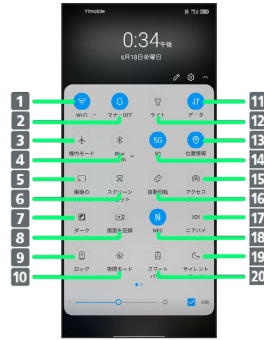 Y!mobile
0:34午後
6月18日金曜日
1
2
3
4
5
6
7
8
9
10
11
12
13
14
15
16
17
18
19
20
Wi-Fi
マナーOFF
ライト
データ
機内モード
Blue
5G
5G
位置情報
画面の
スクリーン
自動回転
アクセス
ダーク
画面を記録
N
NFC
ニアバイ
ロック
夜間モード
スマート
サイレント
自動